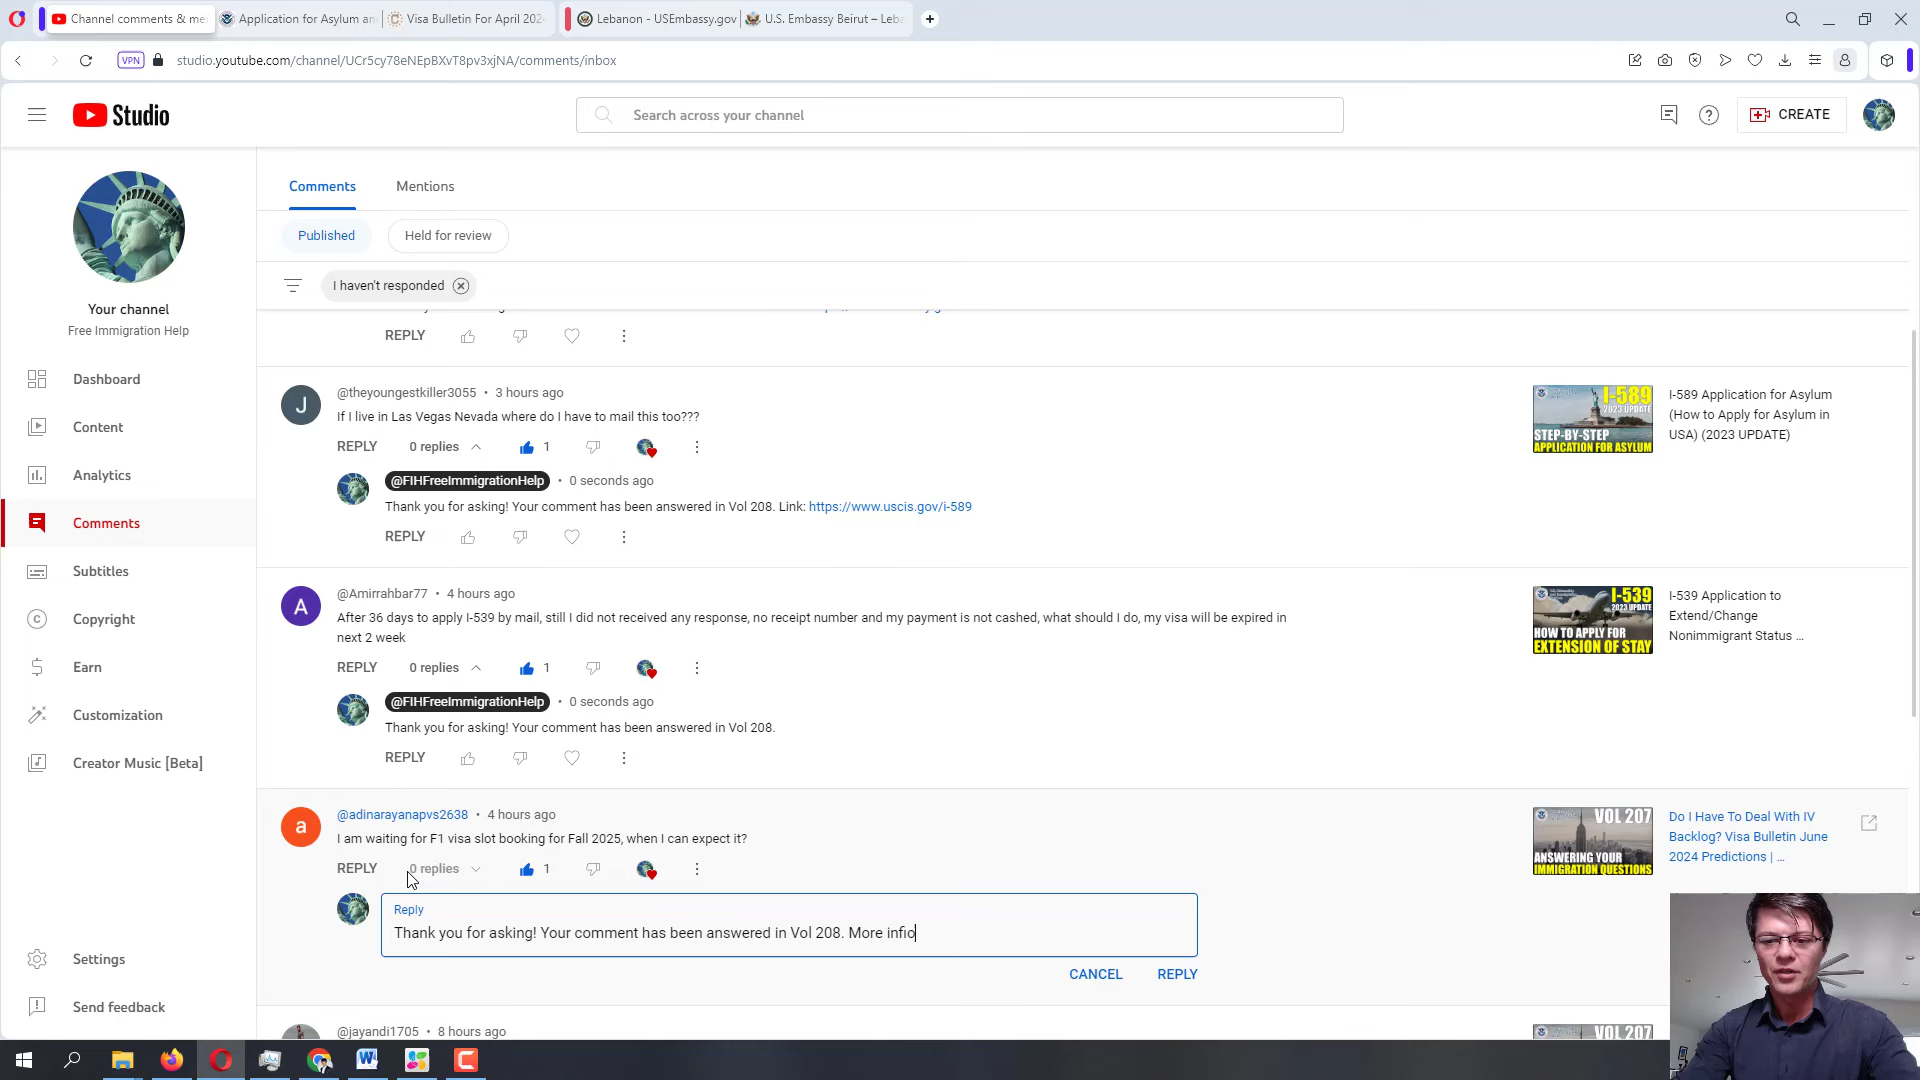 Channel comments & me
Application for Asylum an
Visa Bulletin For April 202
Lebanon - USEmbassy.gov
U.S. Embassy Beirut – Leba
VPN
studio.youtube.com/channel/UCr5cy78eNEpBXvT8pv3xjNA/comments/inbox
Studio
Search across your channel
CREATE
Your channel
Free Immigration Help
Dashboard
Content
Analytics
Comments
Subtitles
Copyright
Earn
Customization
Creator Music [Beta]
Settings
Send feedback
Comments
Mentions
Published
Held for review
I haven't responded
REPLY
J
@theyoungestkiller3055 • 3 hours ago
If I live in Las Vegas Nevada where do I have to mail this too???
REPLY 0 replies 1
@FIHFreeImmigrationHelp • 0 seconds ago
Thank you for asking! Your comment has been answered in Vol 208. Link: https://www.uscis.gov/i-589
REPLY
I-589
2023 UPDATE
STEP-BY-STEP
APPLICATION FOR ASYLUM
I-589 Application for Asylum
(How to Apply for Asylum in
USA) (2023 UPDATE)
A
@Amirrahbar77 • 4 hours ago
After 36 days to apply I-539 by mail, still I did not received any response, no receipt number and my payment is not cashed, what should I do, my visa will be expired in
next 2 week
REPLY 0 replies 1
@FIHFreeImmigrationHelp • 0 seconds ago
Thank you for asking! Your comment has been answered in Vol 208.
REPLY
I-539
2023 UPDATE
HOW TO APPLY FOR
EXTENSION OF STAY
I-539 Application to
Extend/Change
Nonimmigrant Status ...
a
@adinarayanapvs2638 • 4 hours ago
I am waiting for F1 visa slot booking for Fall 2025, when I can expect it?
REPLY 0 replies 1
Reply
Thank you for asking! Your comment has been answered in Vol 208. More infio
CANCEL REPLY
VOL 207
ANSWERING YOUR
IMMIGRATION QUESTIONS
Do I Have To Deal With IV
Backlog? Visa Bulletin June
2024 Predictions | ...
@jayandi1705 • 8 hours ago
VOL 207